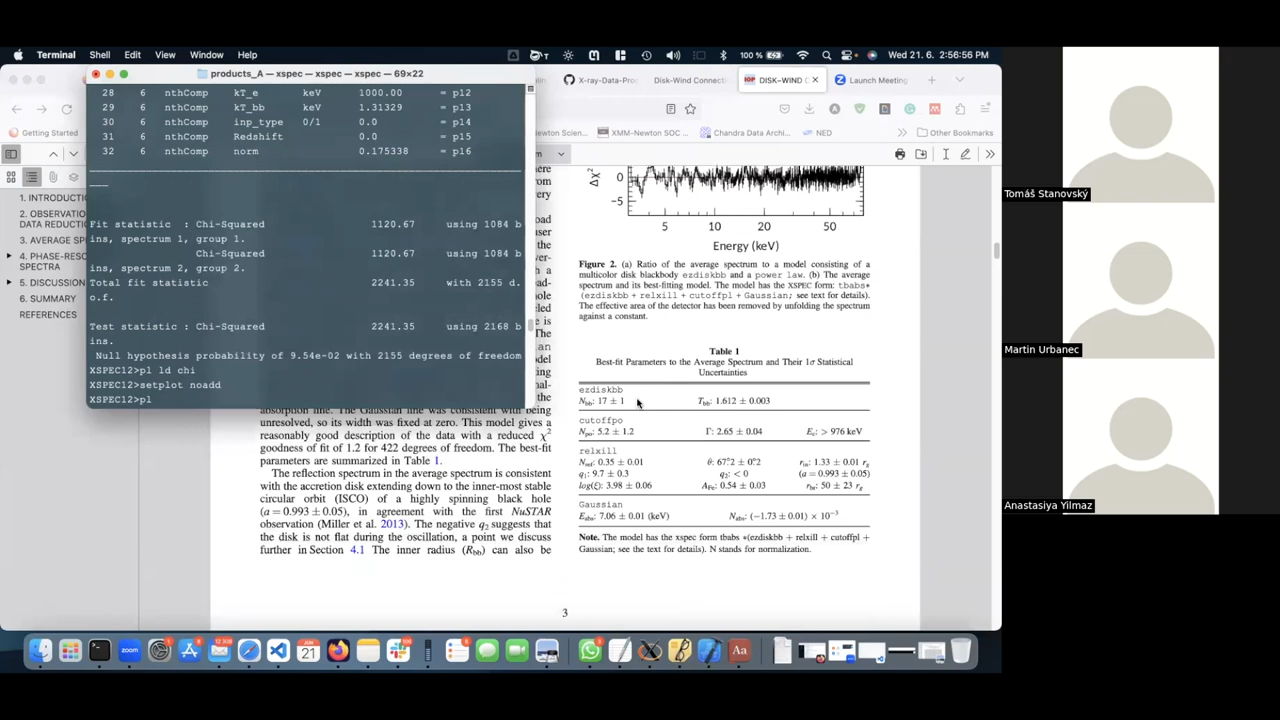 Terminal Shell Edit View Window Help
100 % Wed 21. 6. 2:56:56 PM
products_A — xspec — xspec — xspec — 69×22
28 6 nthComp kT_e keV 1000.00 = p12
29 6 nthComp kT_bb keV 1.31329 = p13
30 6 nthComp inp_type 0/1 0.0 = p14
31 6 nthComp Redshift 0.0 = p15
32 6 nthComp norm 0.175338 = p16
Fit statistic : Chi-Squared 1120.67 using 1084 b
ins, spectrum 1, group 1.
Chi-Squared 1120.67 using 1084 b
ins, spectrum 2, group 2.
Total fit statistic 2241.35 with 2155 d.
o.f.
Test statistic : Chi-Squared 2241.35 using 2168 b
ins.
Null hypothesis probability of 9.54e-02 with 2155 degrees of freedom
XSPEC12>pl ld chi
XSPEC12>setplot noadd
XSPEC12>pl
X-ray-Data-Pro
Disk-Wind Connecti
DISK-WIND C
Launch Meeting
Getting Started
Newton Scien...
XMM-Newton SOC ...
Chandra Data Archi...
NED
Other Bookmarks
1. INTRODUCTION
2. OBSERVATION
DATA REDUCTION
3. AVERAGE SP
4. PHASE-RESO
SPECTRA
5. DISCUSSION
6. SUMMARY
REFERENCES
absorption line. The Gaussian line was consistent with being
unresolved, so its width was fixed at zero. This model gives a
reasonably good description of the data with a reduced χ²
goodness of fit of 1.2 for 422 degrees of freedom. The best-fit
parameters are summarized in Table 1.
The reflection spectrum in the average spectrum is consistent
with the accretion disk extending down to the inner-most stable
circular orbit (ISCO) of a highly spinning black hole
(a = 0.993 ± 0.05), in agreement with the first NuSTAR
observation (Miller et al. 2013). The negative q₂ suggests that
the disk is not flat during the oscillation, a point we discuss
further in Section 4.1 The inner radius (R_bb) can also be
Δχ²
0
−5
5 10 20 50
Energy (keV)
Figure 2. (a) Ratio of the average spectrum to a model consisting of a
multicolor disk blackbody ezdiskbb and a power law. (b) The average
spectrum and its best-fitting model. The model has the XSPEC form: tbabs*
(ezdiskbb + relxill + cutoffpl + Gaussian; see text for details).
The effective area of the detector has been removed by unfolding the spectrum
against a constant.
Table 1
Best-fit Parameters to the Average Spectrum and Their 1σ Statistical
Uncertainties
ezdiskbb
N_bb: 17 ± 1 T_bb: 1.612 ± 0.003
cutoffpo
N_po: 5.2 ± 1.2 Γ: 2.65 ± 0.04 E_c: > 976 keV
relxill
N_ref: 0.35 ± 0.01 θ: 67°2 ± 0°2 r_in: 1.33 ± 0.01 r_g
q₁: 9.7 ± 0.3 q₂: < 0 (a = 0.993 ± 0.05)
log(ξ): 3.98 ± 0.06 A_Fe: 0.54 ± 0.03 r_br: 50 ± 23 r_g
Gaussian
E_abs: 7.06 ± 0.01 (keV) N_abs: (−1.73 ± 0.01) × 10⁻³
Note. The model has the xspec form tbabs *(ezdiskbb + relxill + cutoffpl +
Gaussian; see the text for details). N stands for normalization.
3
zoom
JUN
21
Aa
Tomáš Stanovský
Martin Urbanec
Anastasiya Yilmaz